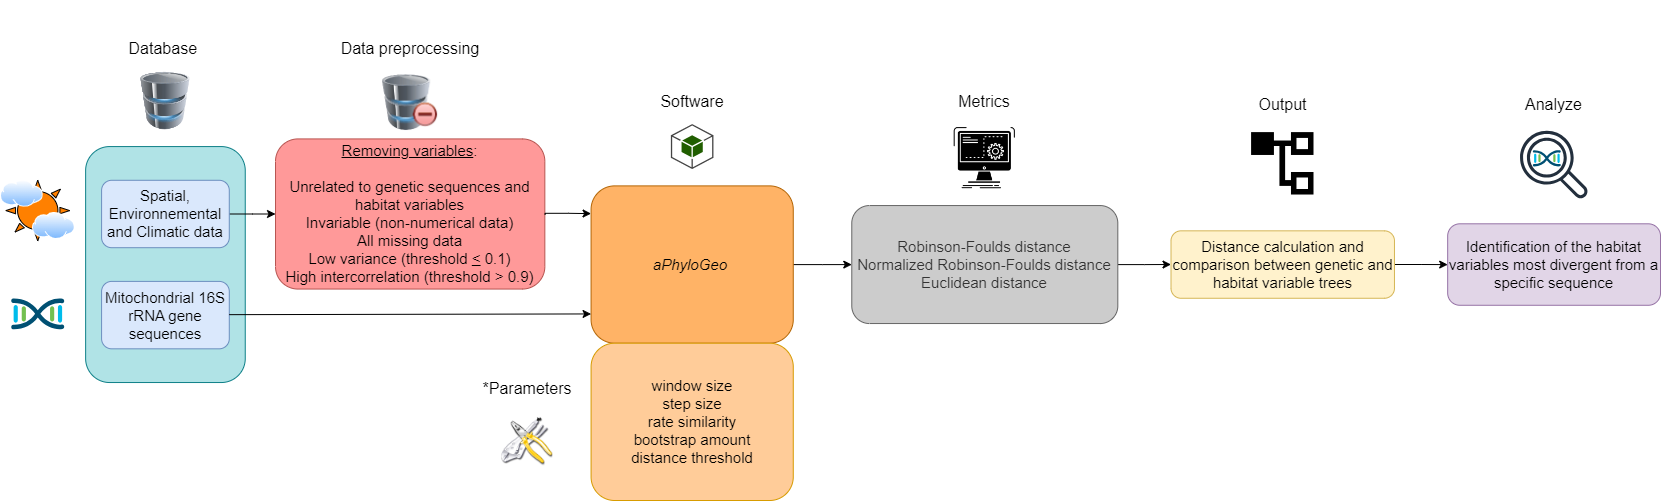 Database
Spatial,
Environnemental
and Climatic data
Mitochondrial 16S
rRNA gene
sequences
Data preprocessing
Removing variables:
Unrelated to genetic sequences and
habitat variables
Invariable (non-numerical data)
All missing data
Low variance (threshold ≤ 0.1)
High intercorrelation (threshold > 0.9)
Software
aPhyloGeo
*Parameters
window size
step size
rate similarity
bootstrap amount
distance threshold
Metrics
Robinson-Foulds distance
Normalized Robinson-Foulds distance
Euclidean distance
Output
Distance calculation and
comparison between genetic and
habitat variable trees
Analyze
Identification of the habitat
variables most divergent from a
specific sequence